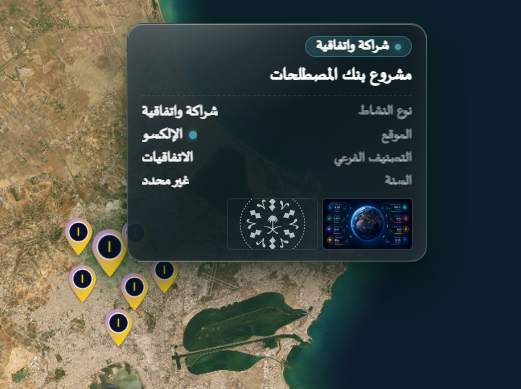 شراكة واتفاقية
مشروع بنك المصطلحات
نوع النشاط شراكة واتفاقية
الموقع الإلكسو
التصنيف الفرعي الاتفاقيات
السنة غير محدد